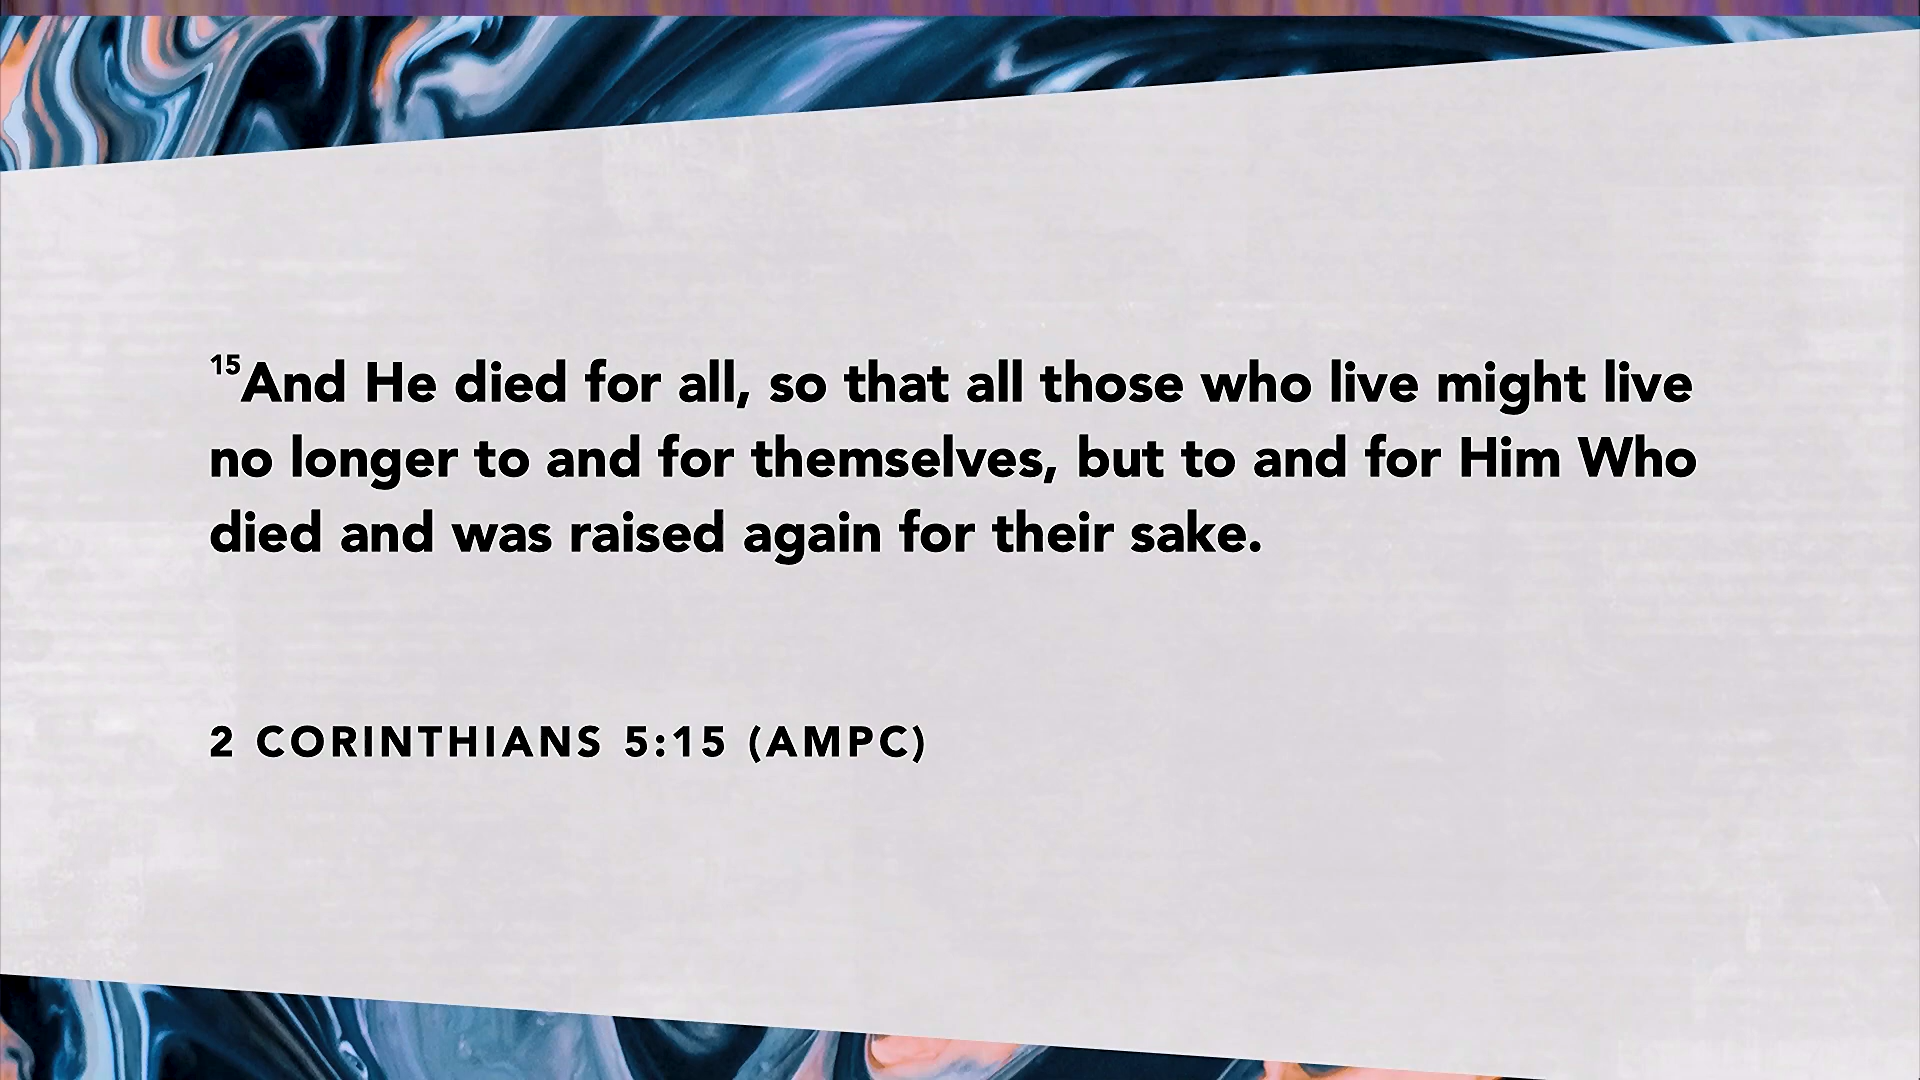 15And He died for all, so that all those who live might live
no longer to and for themselves, but to and for Him Who
died and was raised again for their sake.
2 CORINTHIANS 5:15 (AMPC)